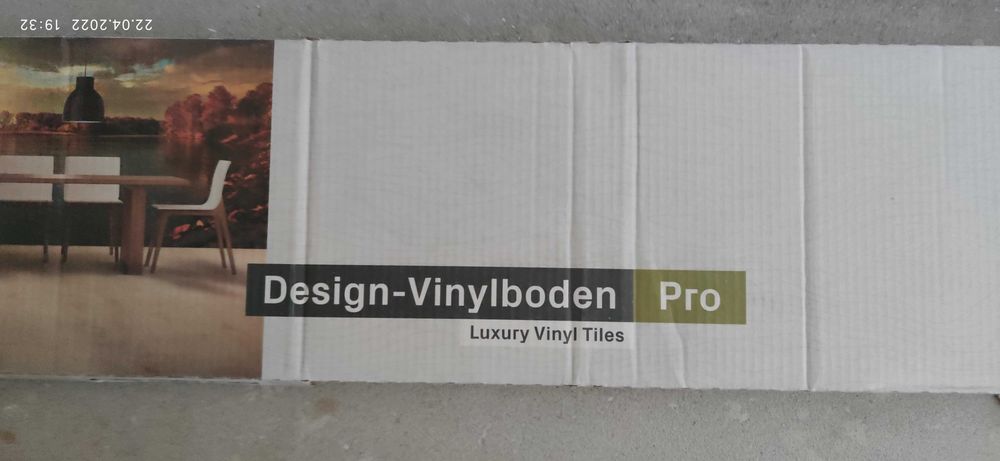 22.04.2022 19:32
Design-Vinylboden Pro
Luxury Vinyl Tiles